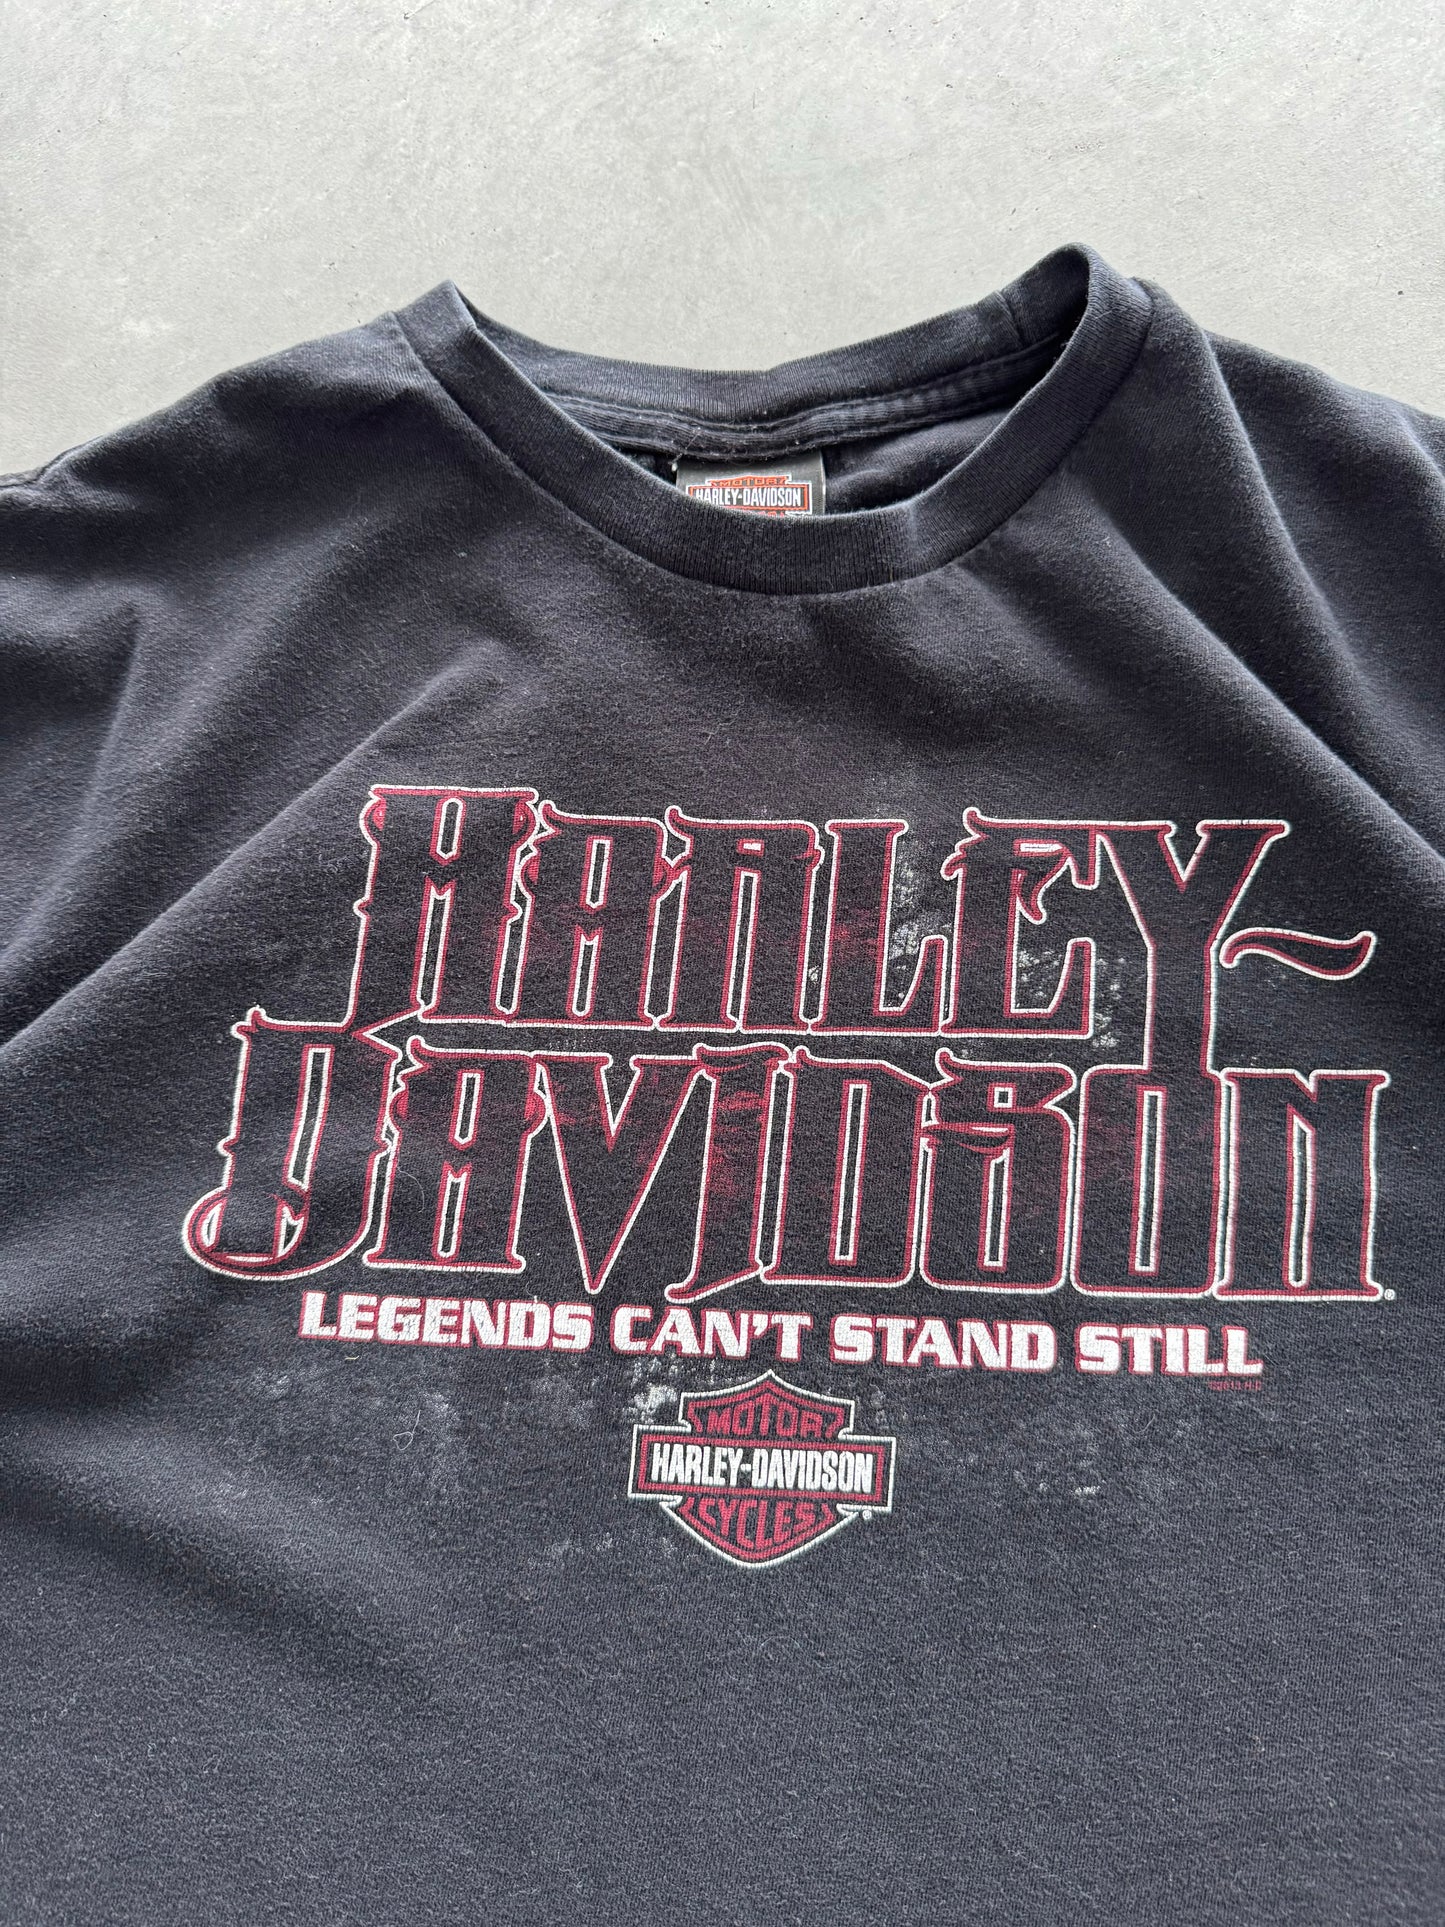 MOTOR
HARLEY-DAVIDSON
HARLEY-
DAVIDSON®
LEGENDS CAN'T STAND STILL
MOTOR
HARLEY-DAVIDSON
CYCLES®